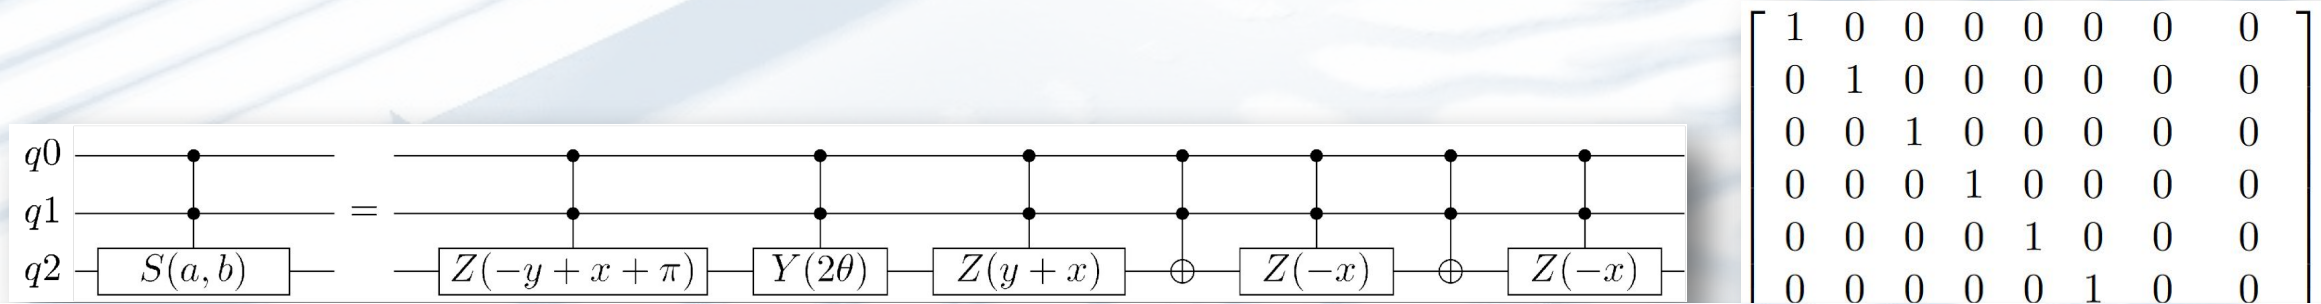 q0
q1
q2
S(a, b)
=
Z(−y + x + π)
Y(2θ)
Z(y + x)
Z(−x)
Z(−x)
1 0 0 0 0 0 0 0
0 1 0 0 0 0 0 0
0 0 1 0 0 0 0 0
0 0 0 1 0 0 0 0
0 0 0 0 1 0 0 0
0 0 0 0 0 1 0 0